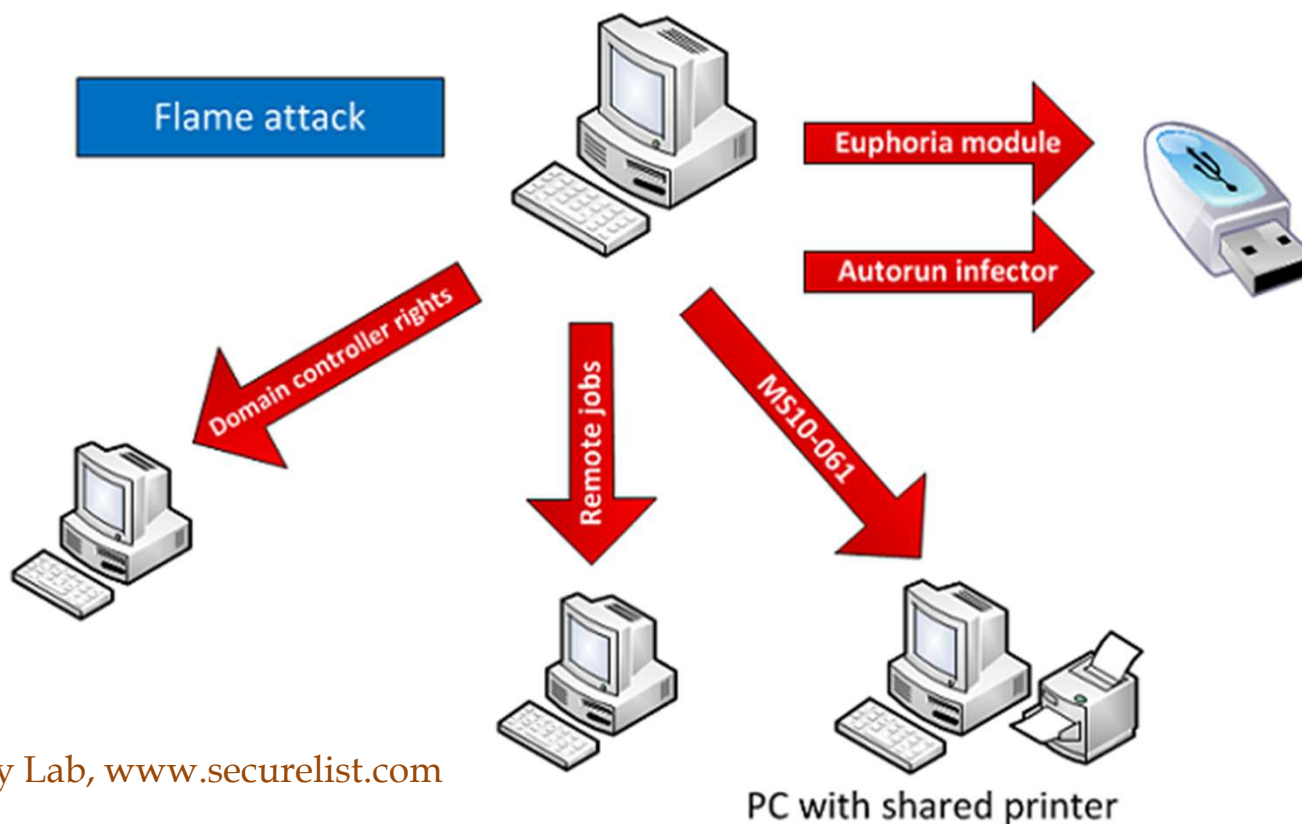 Flame attack
Euphoria module
Autorun infector
Domain controller rights
Remote jobs
MS10-061
y Lab, www.securelist.com
PC with shared printer